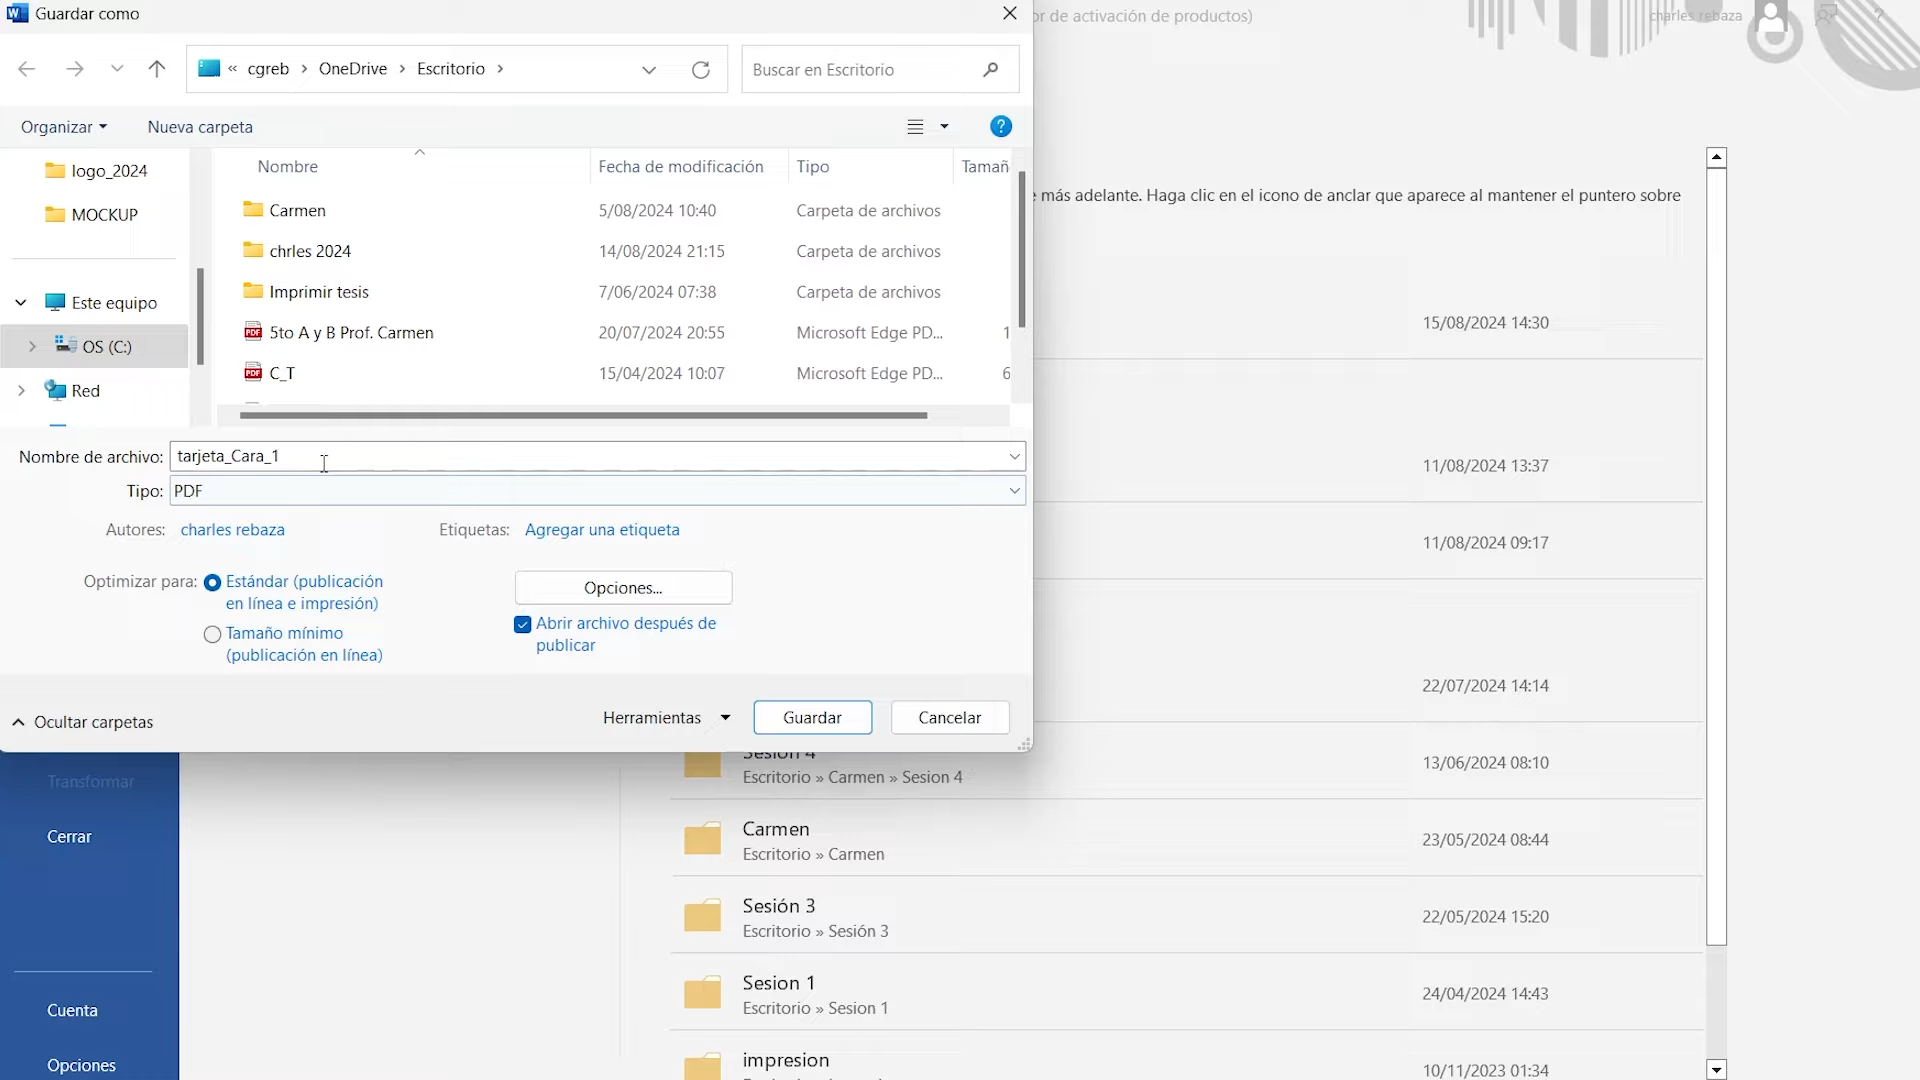 Guardar como
or de activación de productos)
charles rebaza
?
« cgreb › OneDrive › Escritorio ›
Buscar en Escritorio
Organizar
Nueva carpeta
?
logo_2024
MOCKUP
Este equipo
OS (C:)
Red
Nombre
Fecha de modificación
Tipo
Tamañ
Carmen
5/08/2024 10:40
Carpeta de archivos
chrles 2024
14/08/2024 21:15
Carpeta de archivos
Imprimir tesis
7/06/2024 07:38
Carpeta de archivos
PDF
5to A y B Prof. Carmen
20/07/2024 20:55
Microsoft Edge PD...
1
PDF
C_T
15/04/2024 10:07
Microsoft Edge PD...
6
más adelante. Haga clic en el icono de anclar que aparece al mantener el puntero sobre
15/08/2024 14:30
11/08/2024 13:37
11/08/2024 09:17
22/07/2024 14:14
Nombre de archivo: tarjeta_Cara_1
Tipo: PDF
Autores: charles rebaza
Etiquetas: Agregar una etiqueta
Optimizar para:
Estándar (publicación
en línea e impresión)
Tamaño mínimo
(publicación en línea)
Opciones...
Abrir archivo después de
publicar
Ocultar carpetas
Herramientas
Guardar
Cancelar
Transformar
Cerrar
Cuenta
Opciones
Sesion 4
Escritorio » Carmen » Sesion 4
13/06/2024 08:10
Carmen
Escritorio » Carmen
23/05/2024 08:44
Sesión 3
Escritorio » Sesión 3
22/05/2024 15:20
Sesion 1
Escritorio » Sesion 1
24/04/2024 14:43
impresion
10/11/2023 01:34